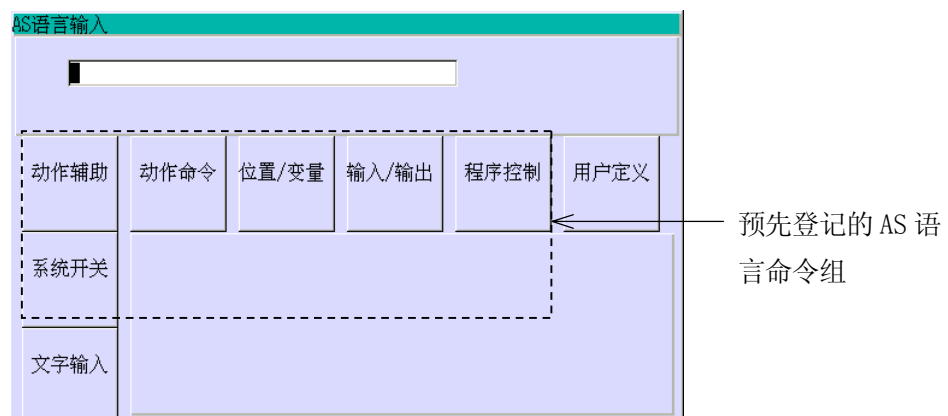 AS语言输入
动作辅助 动作命令 位置/变量 输入/输出 程序控制 用户定义
预先登记的 AS 语
言命令组
系统开关
文字输入